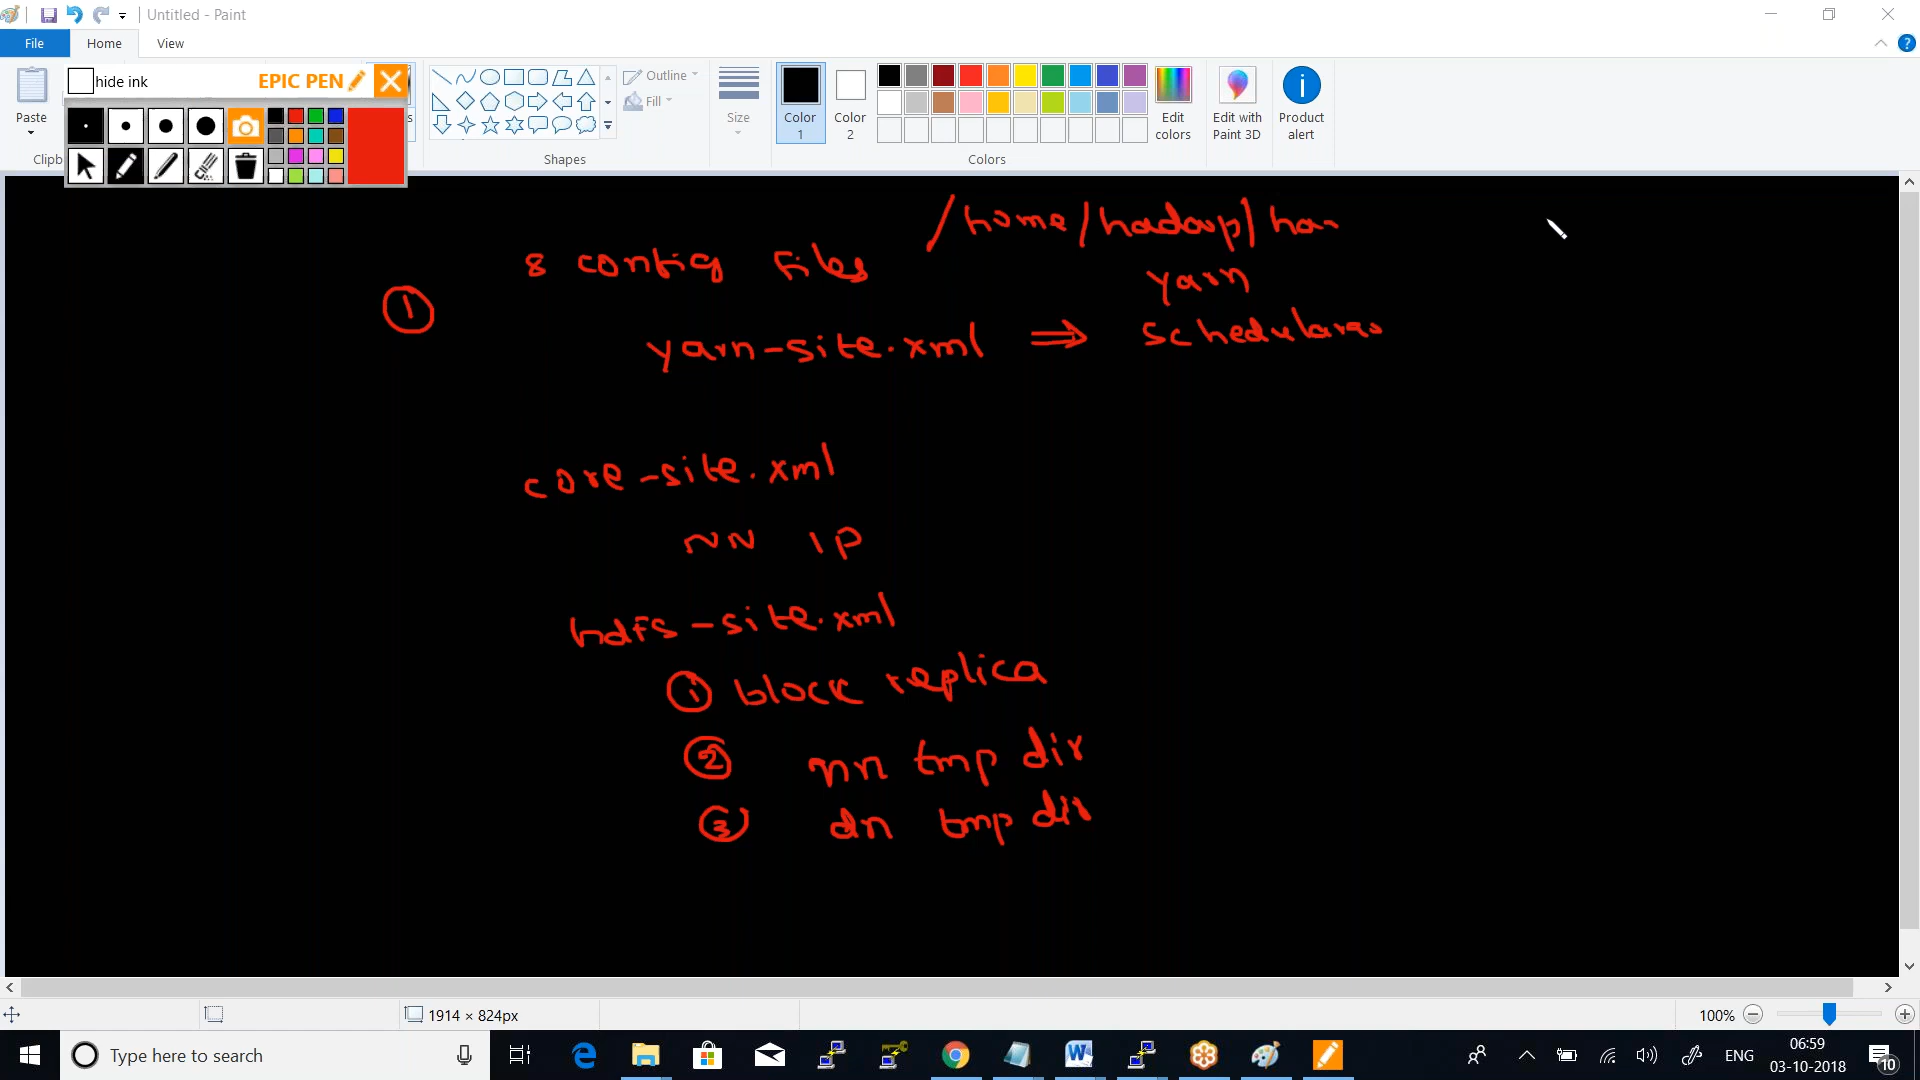 Untitled - Paint
File Home View
hide ink EPIC PEN
Paste
Outline
Fill
Shapes
Size
Color 1
Color 2
Edit colors
Edit with Paint 3D
Product alert
Colors
/home/hadoop/ha
8 config files
yarn
①
yarn-site.xml ⇒ schedulares
core-site.xml
NN IP
hdfs-site.xml
① block replica
② nn tmp dir
③ dn tmp dir
1914 × 824px
100%
Type here to search
ENG
06:59
03-10-2018
10